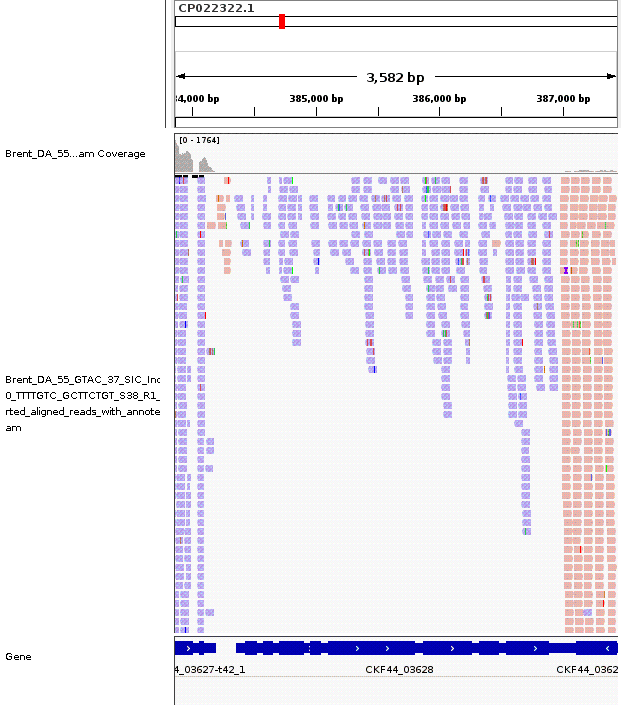 CP022322.1
3,582 bp
4,000 bp 385,000 bp 386,000 bp 387,000 bp
[0 - 1764]
Brent_DA_55...am Coverage
Brent_DA_55_GTAC_37_SIC_Inc
0_TTTTGTC_GCTTCTGT_S38_R1_
rted_aligned_reads_with_annote
am
Gene
4_03627-t42_1 CKF44_03628 CKF44_0362